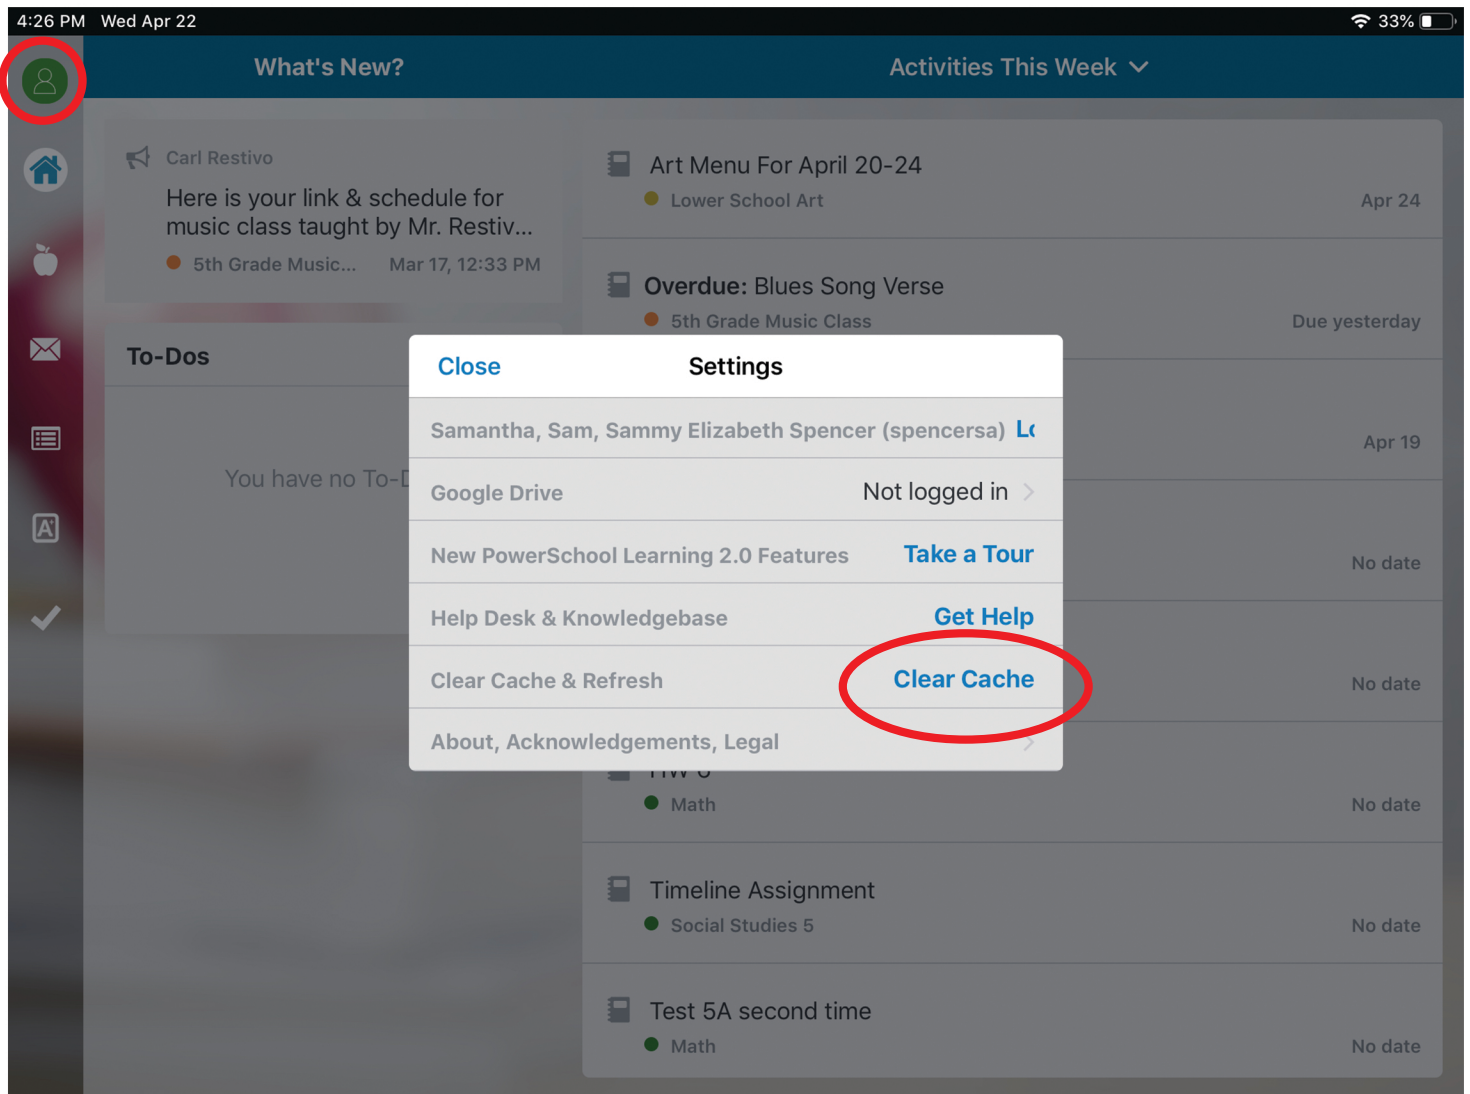 4:26 PM Wed Apr 22
33%
What's New?
Activities This Week
Carl Restivo
Here is your link & schedule for
music class taught by Mr. Restiv...
5th Grade Music... Mar 17, 12:33 PM
To-Dos
You have no To-D
Art Menu For April 20-24
Lower School Art Apr 24
Overdue: Blues Song Verse
5th Grade Music Class Due yesterday
Apr 19
No date
No date
Close Settings
Samantha, Sam, Sammy Elizabeth Spencer (spencersa) Lo
Google Drive Not logged in
New PowerSchool Learning 2.0 Features Take a Tour
Help Desk & Knowledgebase Get Help
Clear Cache & Refresh Clear Cache
About, Acknowledgements, Legal
Math No date
Timeline Assignment
Social Studies 5 No date
Test 5A second time
Math No date